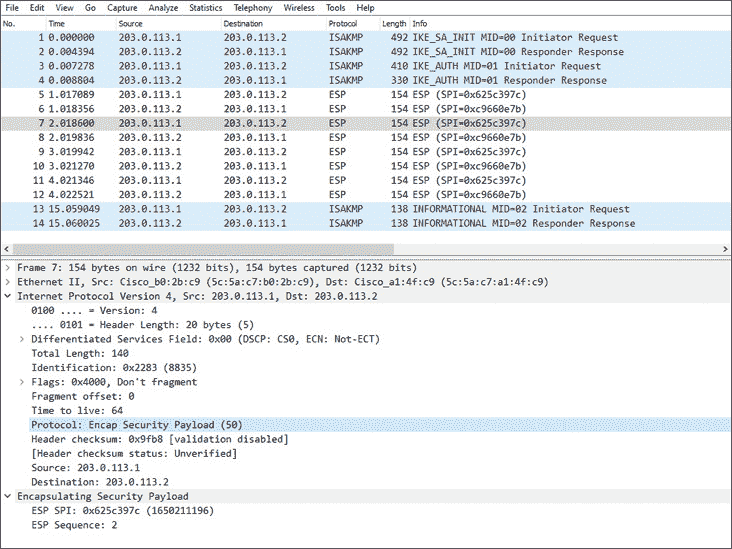 File Edit View Go Capture Analyze Statistics Telephony Wireless Tools Help
No. Time Source Destination Protocol Length Info
1 0.000000 203.0.113.1 203.0.113.2 ISAKMP 492 IKE_SA_INIT MID=00 Initiator Request
2 0.004394 203.0.113.1 203.0.113.2 ISAKMP 492 IKE_SA_INIT MID=00 Responder Response
3 0.007278 203.0.113.1 203.0.113.2 ISAKMP 410 IKE_AUTH MID=01 Initiator Request
4 0.008804 203.0.113.1 203.0.113.2 ISAKMP 330 IKE_AUTH MID=01 Responder Response
5 1.017089 203.0.113.1 203.0.113.2 ESP 154 ESP (SPI=0x625c397c)
6 1.018356 203.0.113.1 203.0.113.2 ESP 154 ESP (SPI=0xc9660e7b)
7 2.018600 203.0.113.1 203.0.113.2 ESP 154 ESP (SPI=0x625c397c)
8 2.019836 203.0.113.1 203.0.113.2 ESP 154 ESP (SPI=0xc9660e7b)
9 3.019942 203.0.113.1 203.0.113.2 ESP 154 ESP (SPI=0x625c397c)
10 3.021270 203.0.113.1 203.0.113.2 ESP 154 ESP (SPI=0xc9660e7b)
11 4.021346 203.0.113.1 203.0.113.2 ESP 154 ESP (SPI=0x625c397c)
12 4.022521 203.0.113.1 203.0.113.2 ESP 154 ESP (SPI=0xc9660e7b)
13 15.059049 203.0.113.1 203.0.113.2 ISAKMP 138 INFORMATIONAL MID=02 Initiator Request
14 15.060025 203.0.113.1 203.0.113.2 ISAKMP 138 INFORMATIONAL MID=02 Responder Response
Frame 7: 154 bytes on wire (1232 bits), 154 bytes captured (1232 bits)
Ethernet II, Src: Cisco_b0:2b:c9 (5c:5a:c7:b0:2b:c9), Dst: Cisco_a1:4f:c9 (5c:5a:c7:a1:4f:c9)
Internet Protocol Version 4, Src: 203.0.113.1, Dst: 203.0.113.2
0100 .... = Version: 4
.... 0101 = Header Length: 20 bytes (5)
Differentiated Services Field: 0x00 (DSCP: CS0, ECN: Not-ECT)
Total Length: 140
Identification: 0x2283 (8835)
Flags: 0x4000, Don't fragment
Fragment offset: 0
Time to live: 64
Protocol: Encap Security Payload (50)
Header checksum: 0x9fb8 [validation disabled]
[Header checksum status: Unverified]
Source: 203.0.113.1
Destination: 203.0.113.2
Encapsulating Security Payload
ESP SPI: 0x625c397c (1650211196)
ESP Sequence: 2